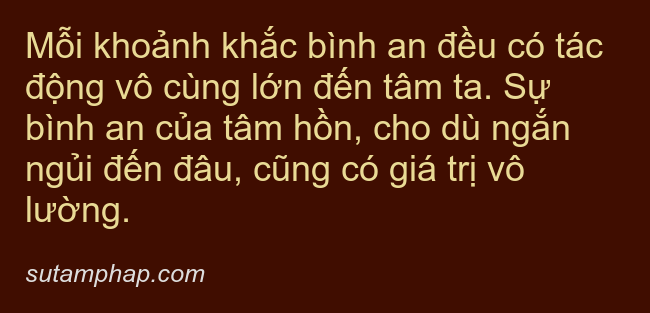 Mỗi khoảnh khắc bình an đều có tác
động vô cùng lớn đến tâm ta. Sự
bình an của tâm hồn, cho dù ngắn
ngủi đến đâu, cũng có giá trị vô
lường.
sutamphap.com